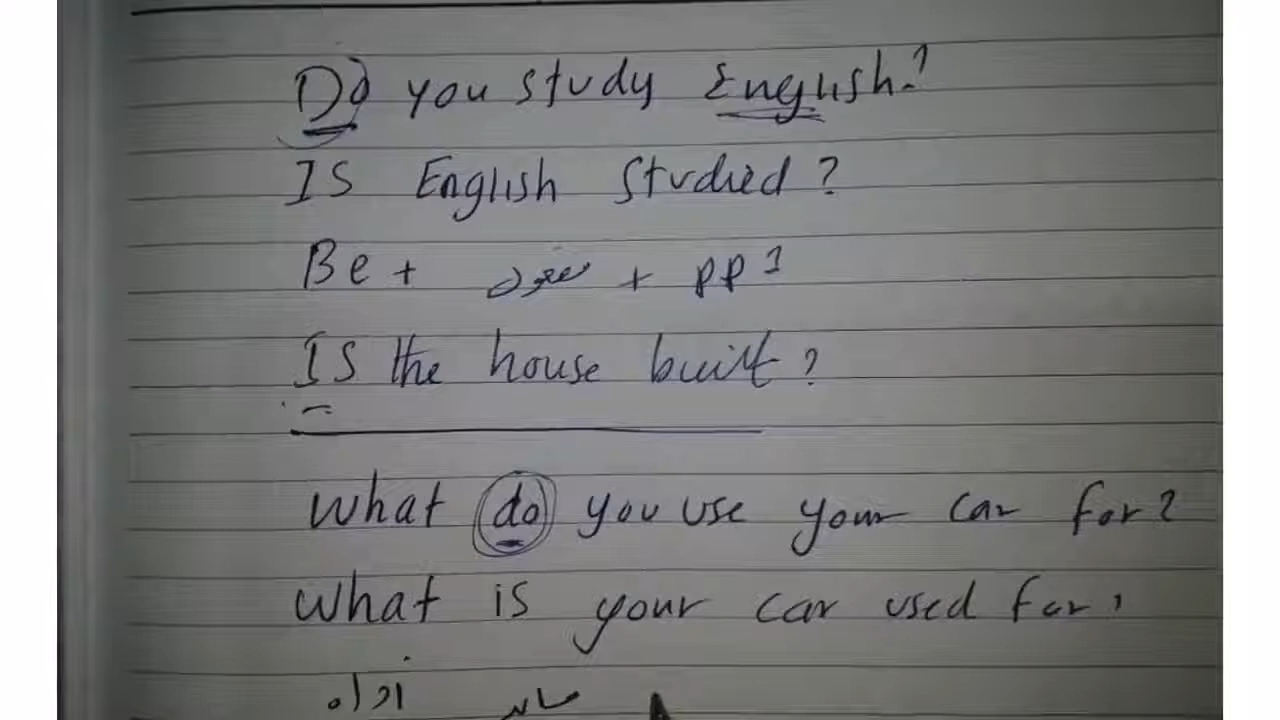 Do you study English?
Is English Studied?
Be + مفعول + pp?
Is the house built?
What do you use your car for?
What is your car used for?
أداة